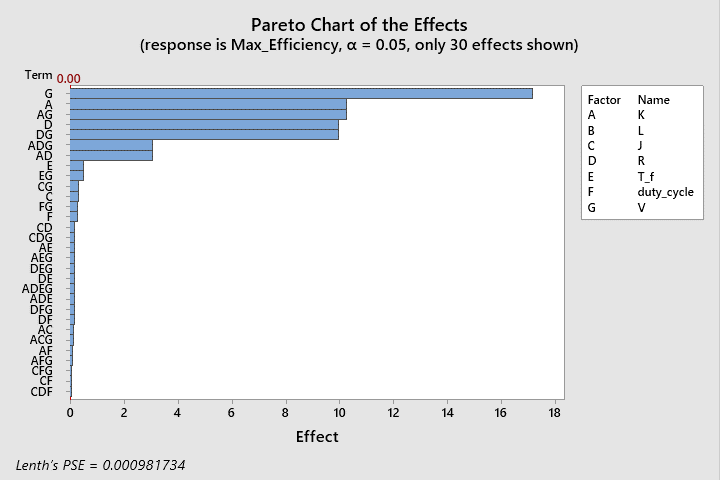 Pareto Chart of the Effects
(response is Max_Efficiency, α = 0.05, only 30 effects shown)
Term 0.00
G
A
AG
D
DG
ADG
AD
E
EG
CG
C
FG
F
CD
CDG
AE
AEG
DEG
DE
ADEG
ADE
DFG
DF
AC
ACG
AF
AFG
CFG
CF
CDF
0 2 4 6 8 10 12 14 16 18
Effect
Factor Name
A K
B L
C J
D R
E T_f
F duty_cycle
G V
Lenth's PSE = 0.000981734